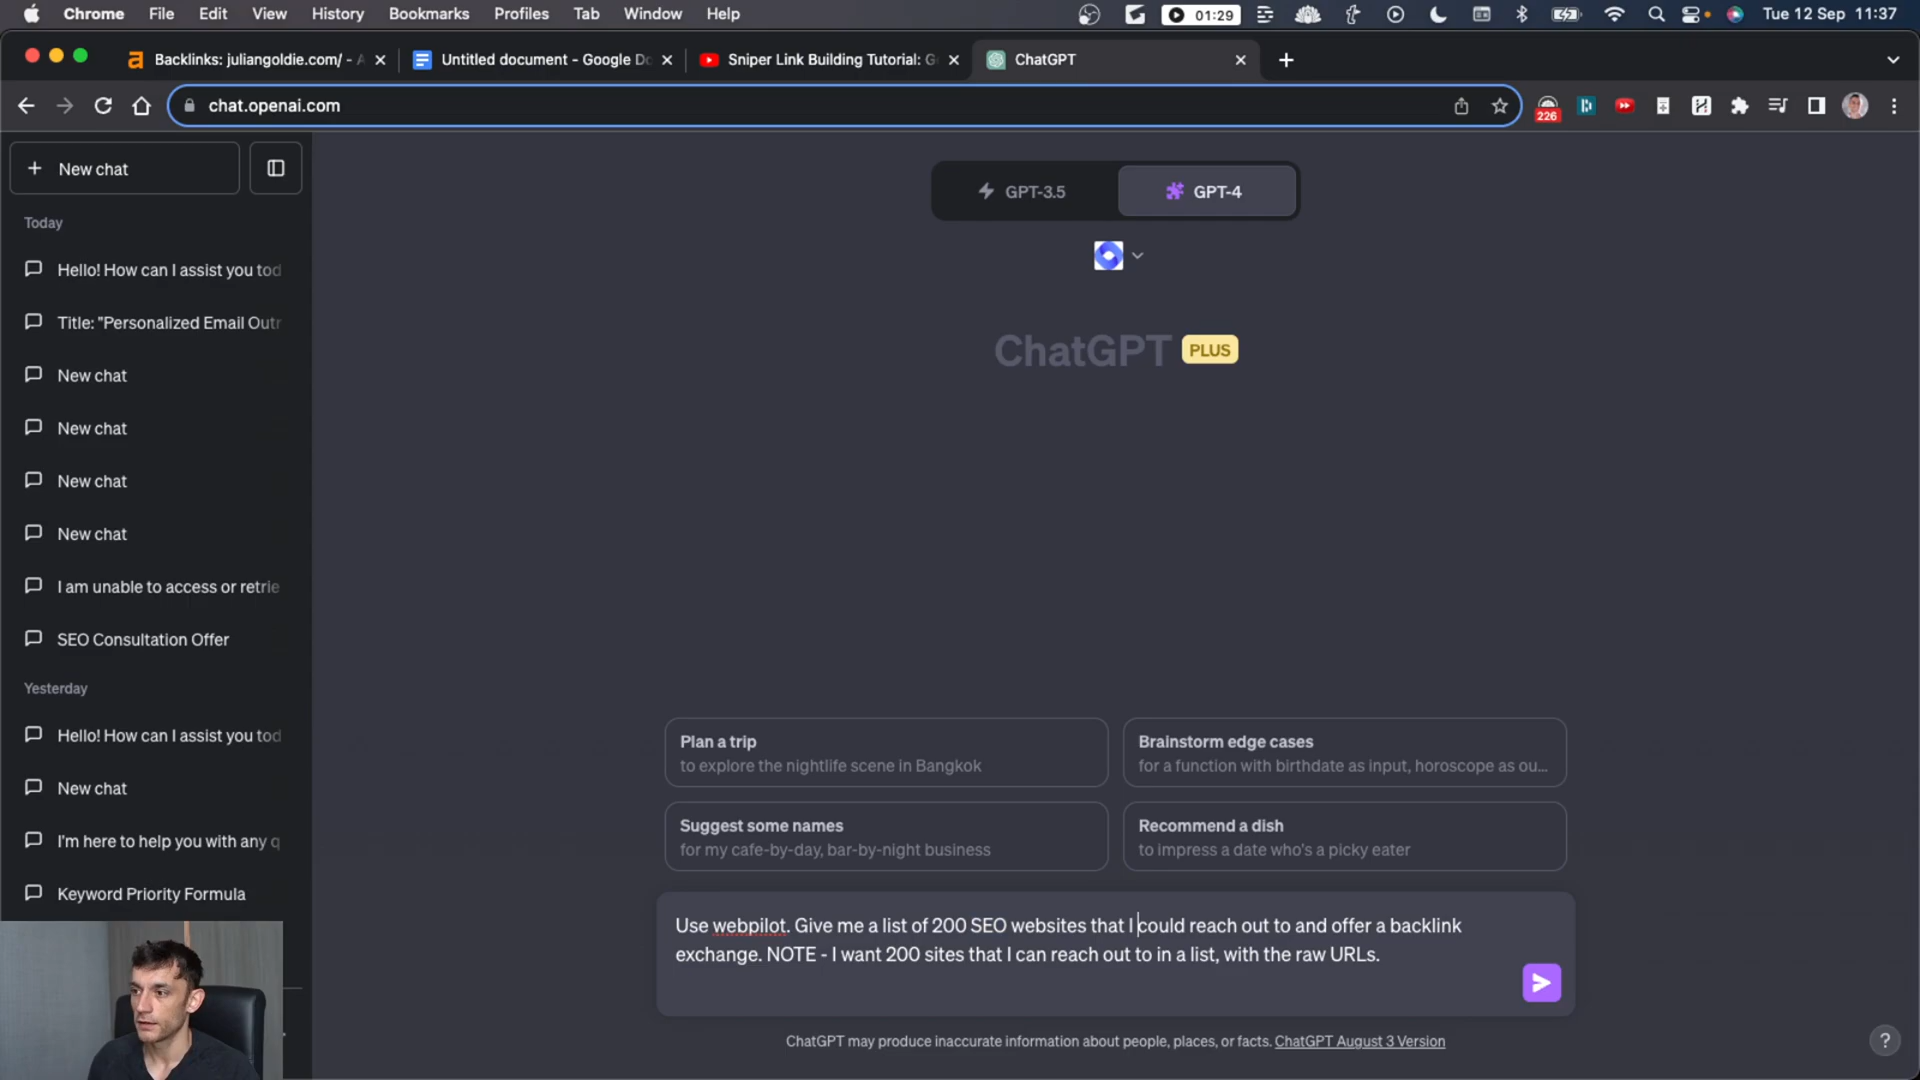 Chrome File Edit View History Bookmarks Profiles Tab Window Help 01:29 Tue 12 Sep 11:37
Backlinks: juliangoldie.com/ - A Untitled document - Google Do Sniper Link Building Tutorial: G ChatGPT
chat.openai.com 226
New chat
Today
Hello! How can I assist you tod
Title: "Personalized Email Outr
New chat
New chat
New chat
New chat
I am unable to access or retrie
SEO Consultation Offer
Yesterday
Hello! How can I assist you tod
New chat
I'm here to help you with any q
Keyword Priority Formula
GPT-3.5 GPT-4
ChatGPT PLUS
Plan a trip
to explore the nightlife scene in Bangkok
Brainstorm edge cases
for a function with birthdate as input, horoscope as ou...
Suggest some names
for my cafe-by-day, bar-by-night business
Recommend a dish
to impress a date who's a picky eater
Use webpilot. Give me a list of 200 SEO websites that I could reach out to and offer a backlink
exchange. NOTE - I want 200 sites that I can reach out to in a list, with the raw URLs.
ChatGPT may produce inaccurate information about people, places, or facts. ChatGPT August 3 Version
?